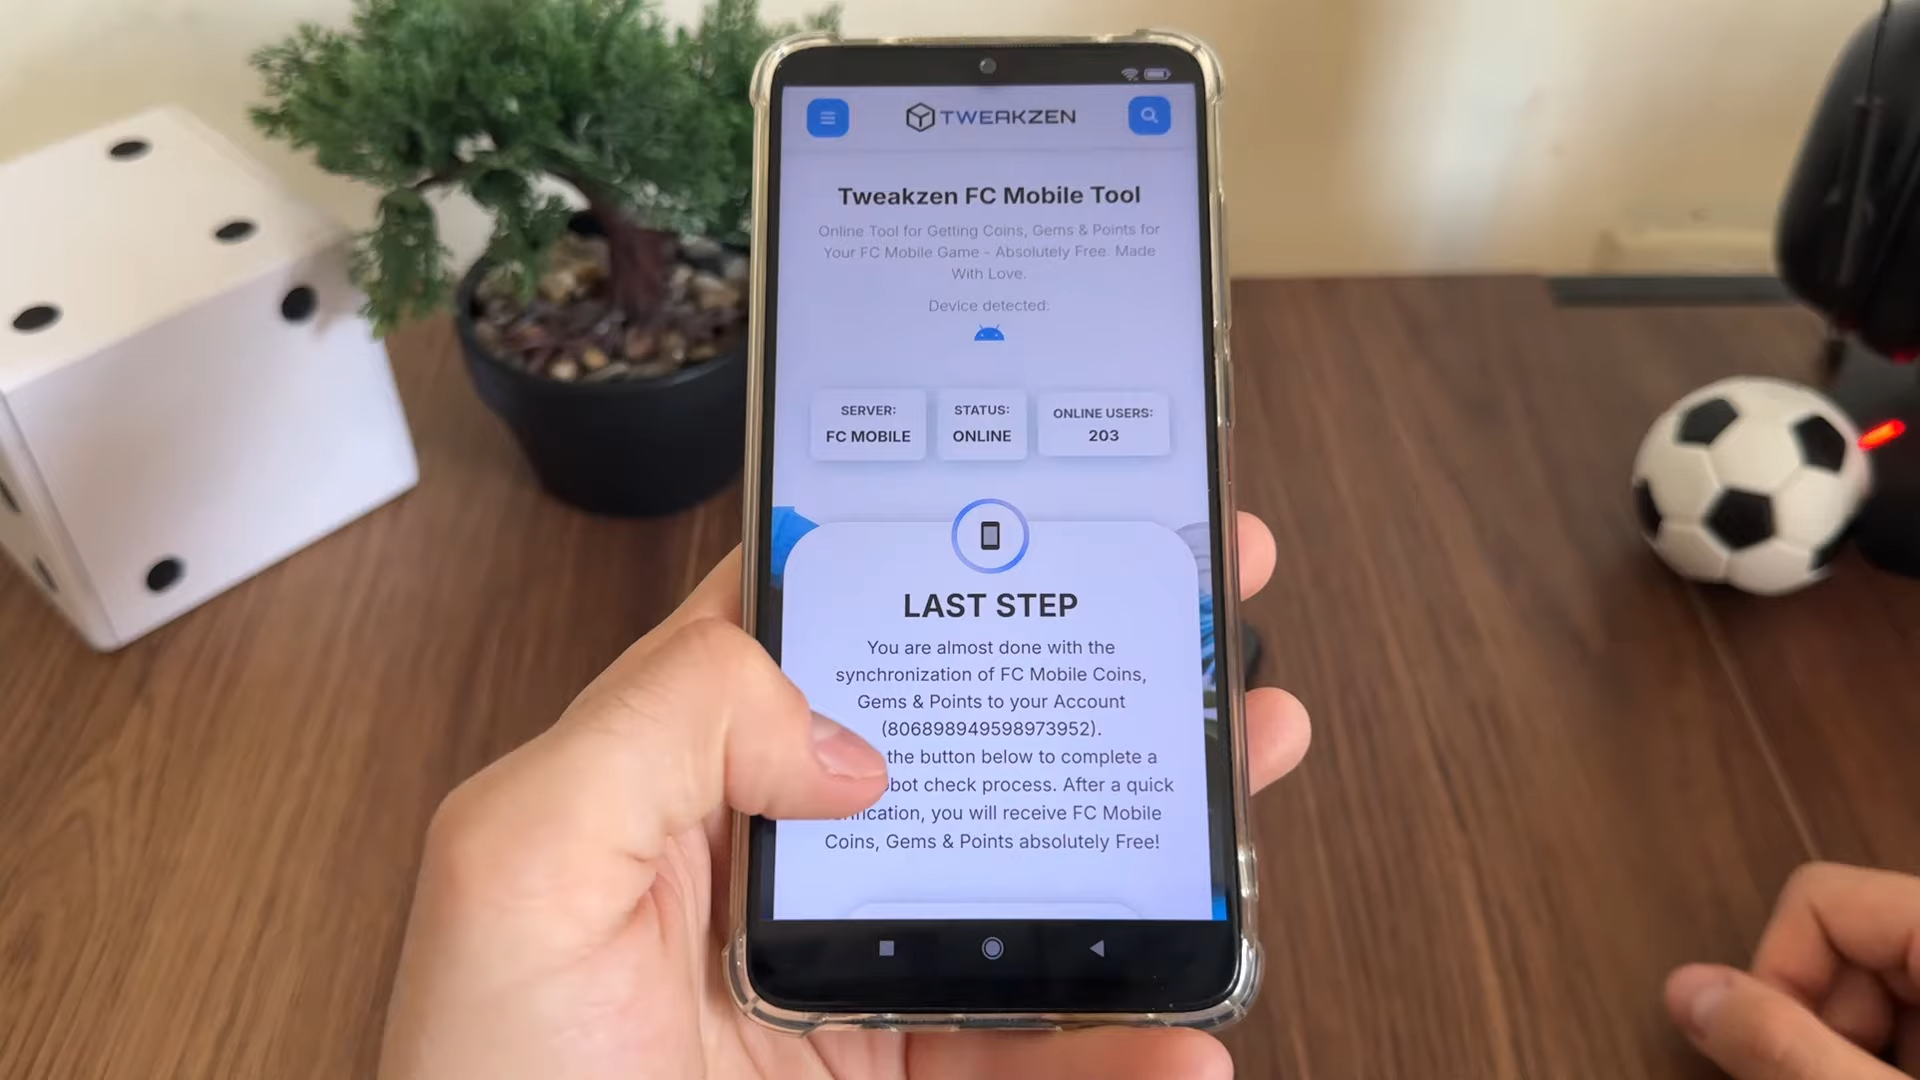 TWEAKZEN
Tweakzen FC Mobile Tool
Online Tool for Getting Coins, Gems & Points for
Your FC Mobile Game - Absolutely Free. Made
With Love.
Device detected:
SERVER:
FC MOBILE
STATUS:
ONLINE
ONLINE USERS:
203
LAST STEP
You are almost done with the
synchronization of FC Mobile Coins,
Gems & Points to your Account
(806898949598973952).
the button below to complete a
check process. After a quick
you will receive FC Mobile
Coins, Gems & Points absolutely Free!